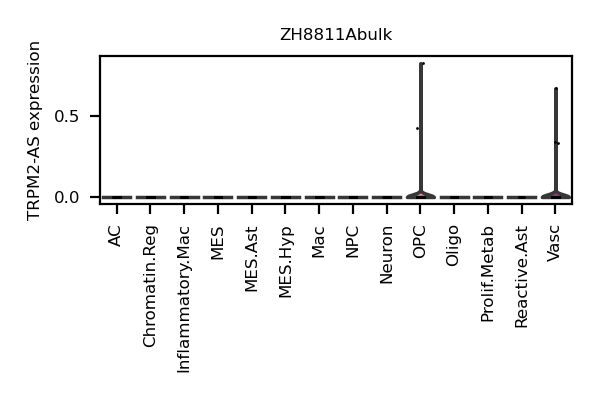 ZH8811Abulk
TRPM2-AS expression
0.5
0.0
AC
Chromatin.Reg
Inflammatory.Mac
MES
MES.Ast
MES.Hyp
Mac
NPC
Neuron
OPC
Oligo
Prolif.Metab
Reactive.Ast
Vasc